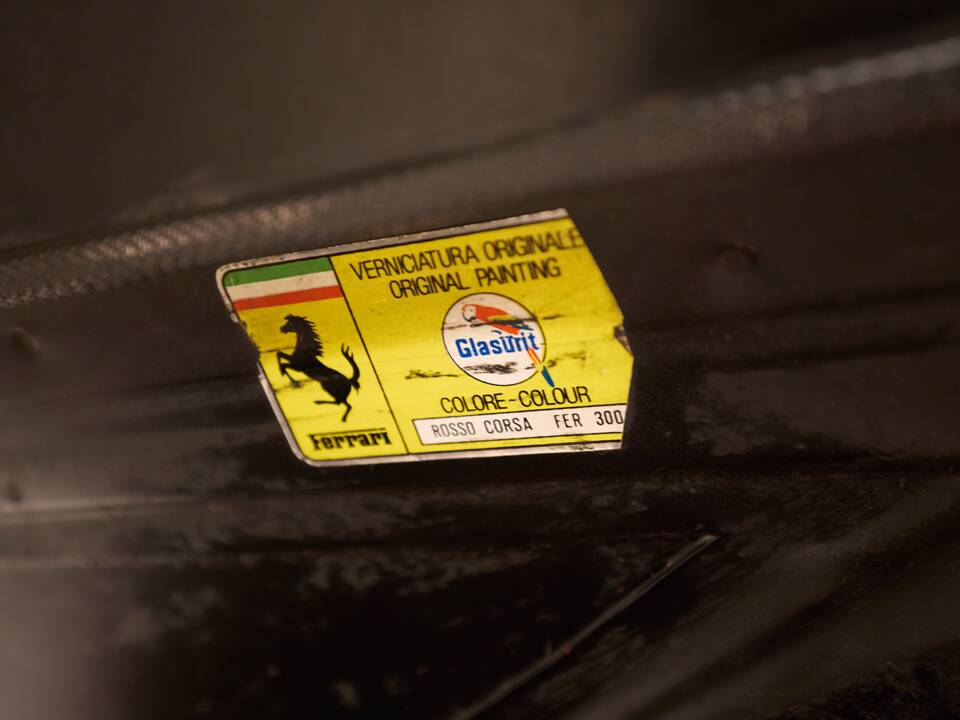 VERNICIATURA ORIGINALE
ORIGINAL PAINTING
Glasurit
COLORE-COLOUR
ROSSO CORSA FER 300
Ferrari